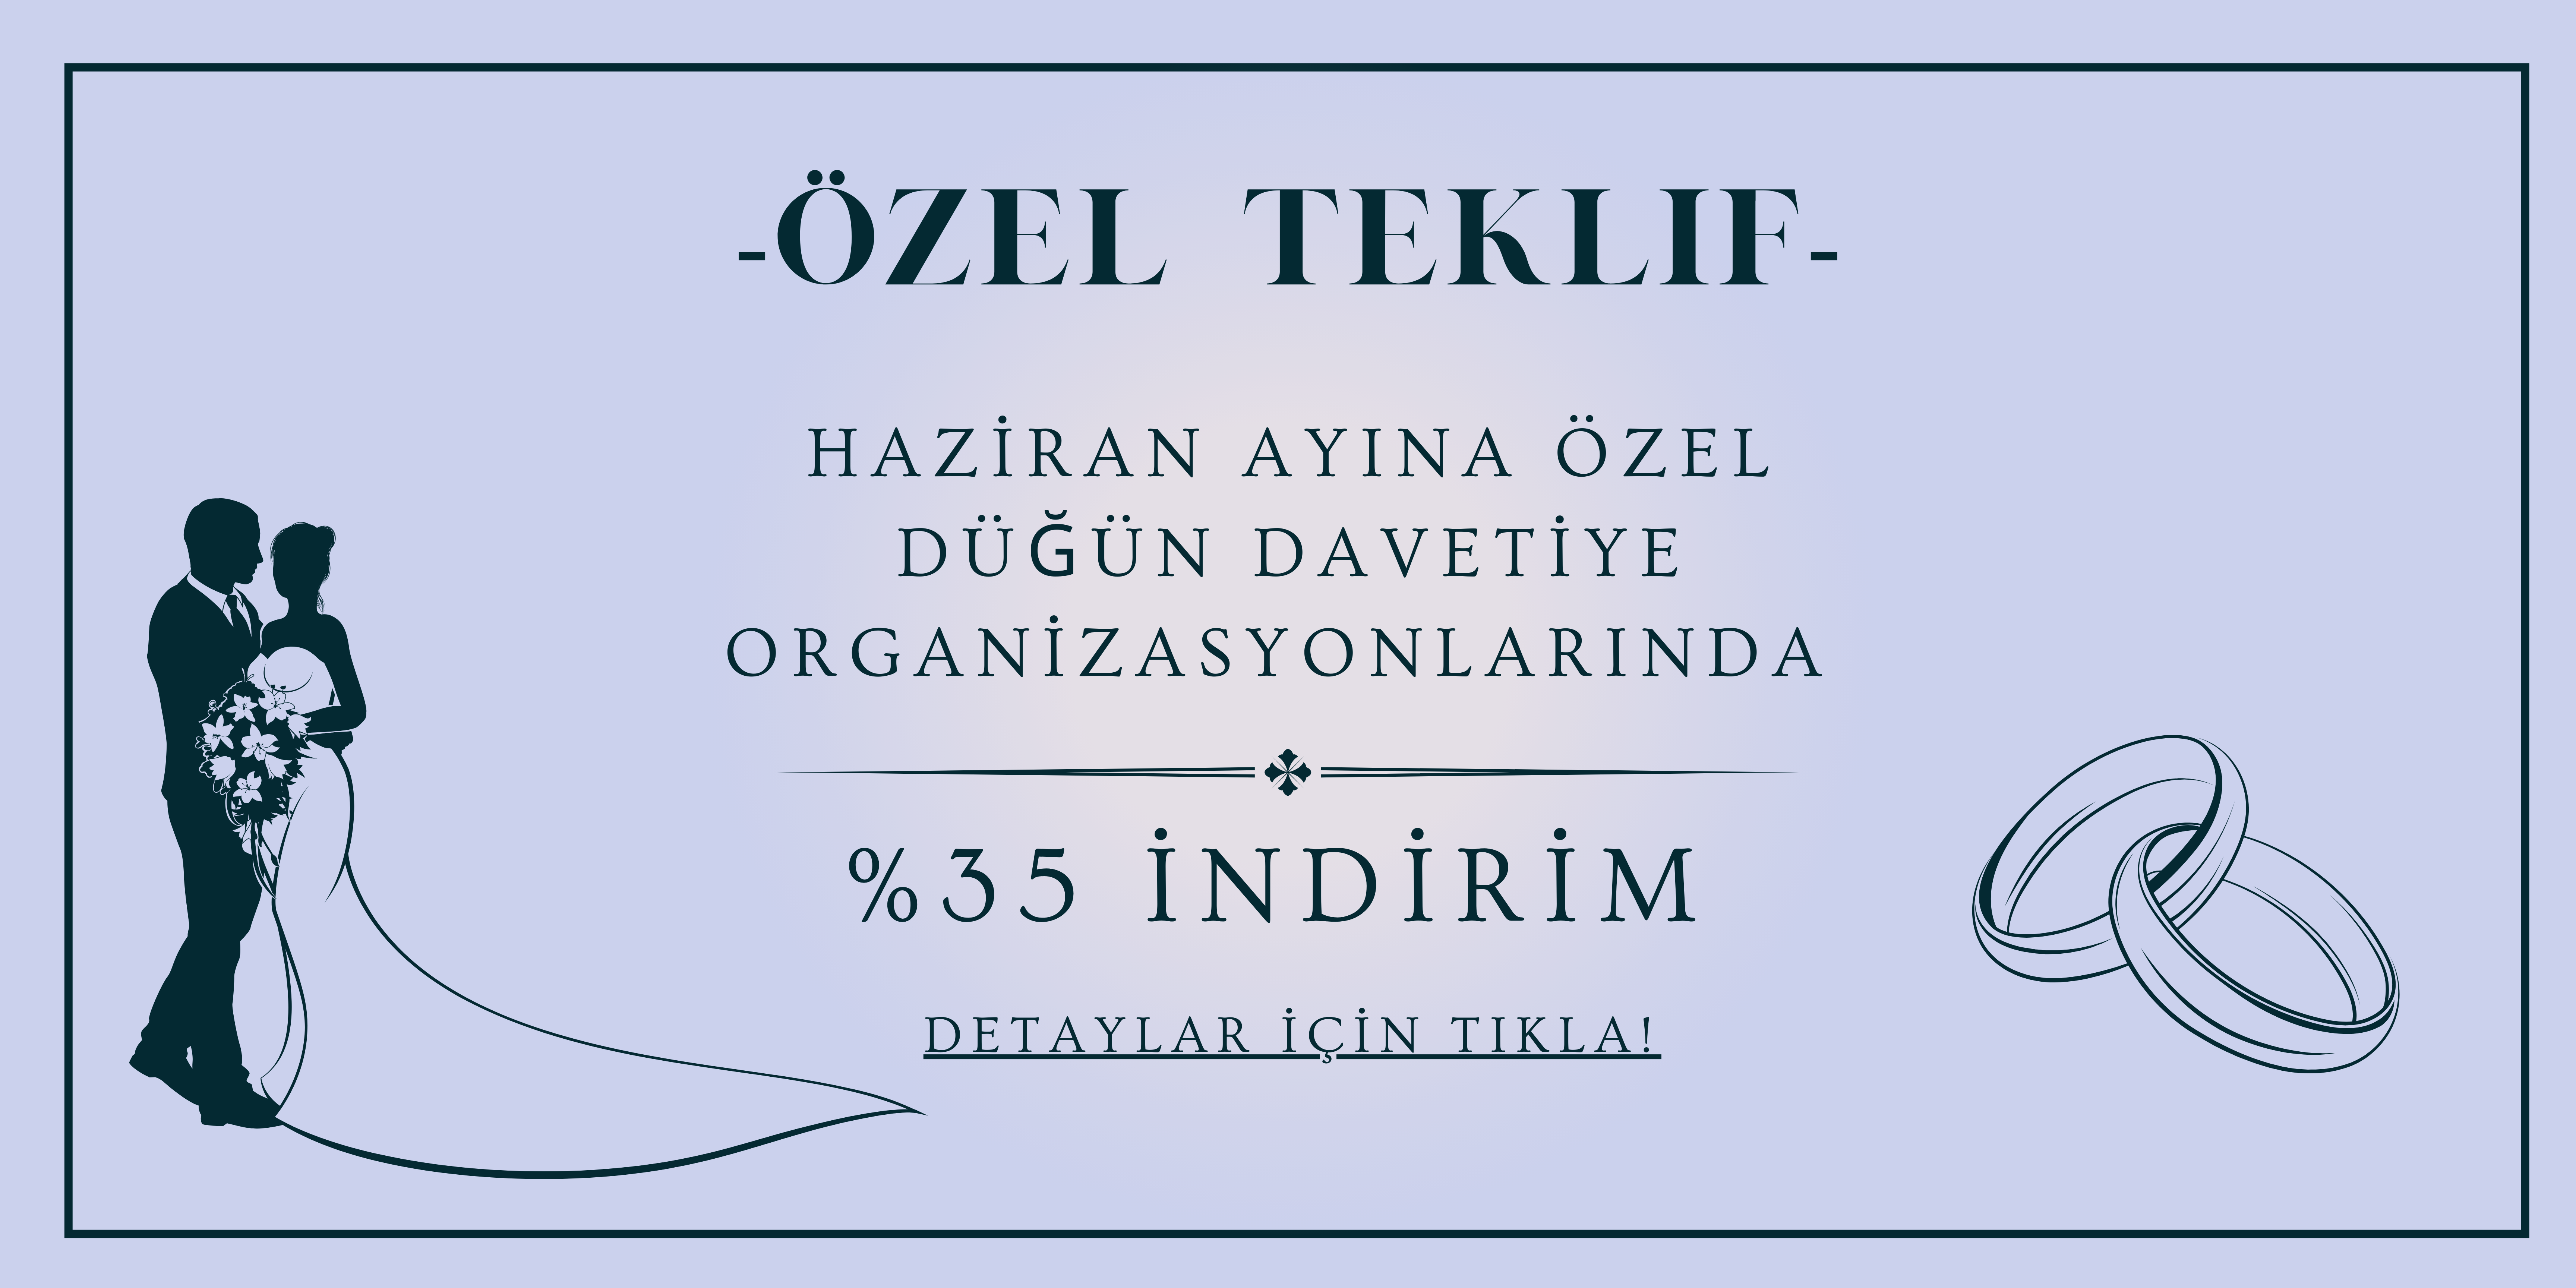 -ÖZEL TEKLIF-
HAZİRAN AYINA ÖZEL
DÜĞÜN DAVETİYE
ORGANİZASYONLARINDA
%35 İNDİRİM
DETAYLAR İÇİN TIKLA!